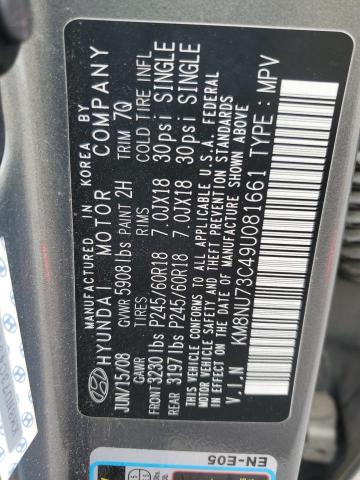 MANUFACTURED IN KOREA BY
HYUNDAI MOTOR COMPANY
JUN/15/08 GVWR 5908 lbs PAINT 2H TRIM 7Q
GAWR TIRES RIMS COLD TIRE INFL
FRONT 3230 lbs P245/60R18 7.0JX18 30psi SINGLE
REAR 3197 lbs P245/60R18 7.0JX18 30psi SINGLE
THIS VEHICLE CONFORMS TO ALL APPLICABLE U.S.A. FEDERAL
MOTOR VEHICLE SAFETY, BUMPER, AND THEFT PREVENTION STANDARDS
IN EFFECT ON THE DATE OF MANUFACTURE SHOWN ABOVE
V.I.N KM8NU73C49U081661 TYPE : MPV
EN-E05